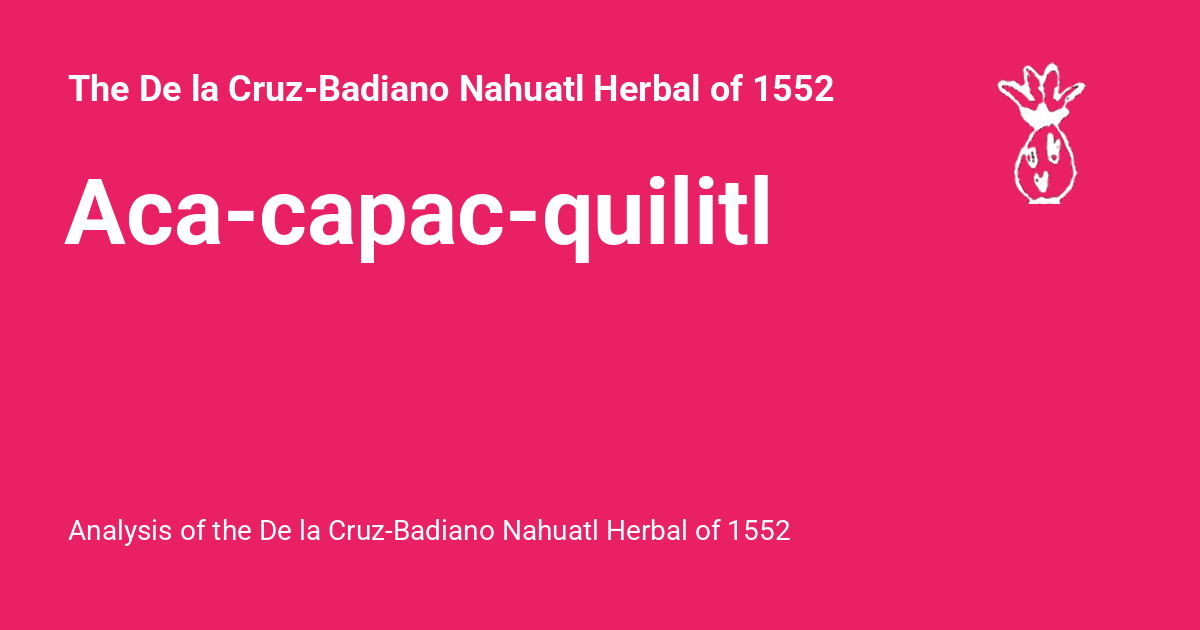 The De la Cruz-Badiano Nahuatl Herbal of 1552
Aca-capac-quilitl
Analysis of the De la Cruz-Badiano Nahuatl Herbal of 1552